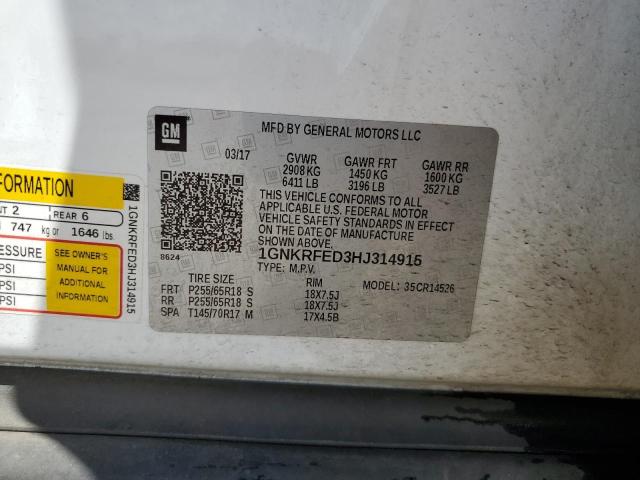 GM
MFD BY GENERAL MOTORS LLC
03/17
GVWR GAWR FRT GAWR RR
2908 KG 1450 KG 1600 KG
6411 LB 3196 LB 3527 LB
THIS VEHICLE CONFORMS TO ALL
APPLICABLE U.S. FEDERAL MOTOR
VEHICLE SAFETY STANDARDS IN EFFECT
ON THE DATE OF MANUFACTURE
SHOWN ABOVE.
8624
1GNKRFED3HJ314915
TYPE: M.P.V.
MODEL: 35CR14526
TIRE SIZE RIM
FRT P255/65R18 S 18X7.5J
RR P255/65R18 S 18X7.5J
SPA T145/70R17 M 17X4.5B
FORMATION
2 REAR 6
747 kg or 1646 lbs.
SEE OWNER'S
MANUAL FOR
ADDITIONAL
INFORMATION
PSI
PSI
PSI
1GNKRFED3HJ314915